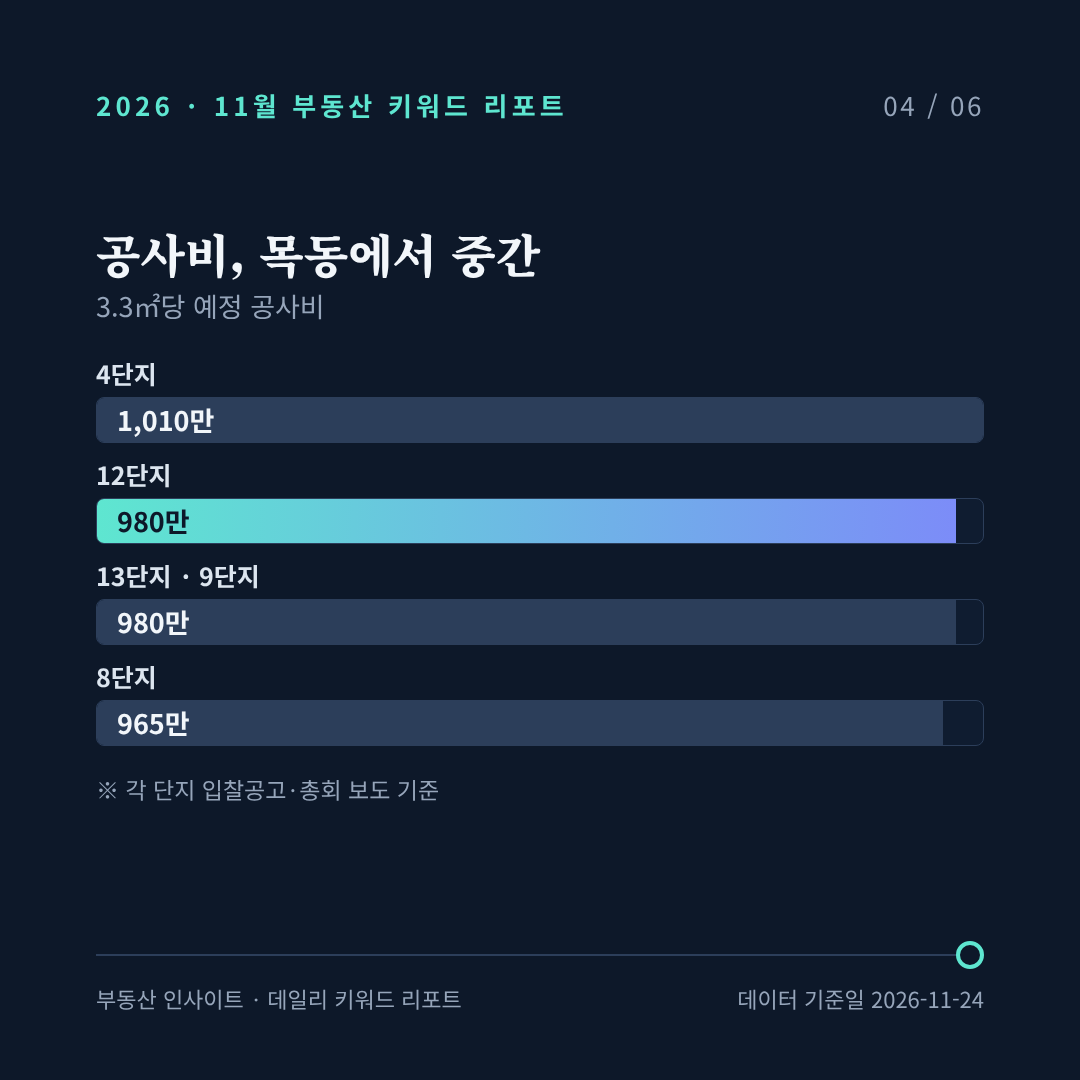 2026 · 11월 부동산 키워드 리포트
04 / 06
공사비, 목동에서 중간
3.3㎡당 예정 공사비
4단지
1,010만
12단지
980만
13단지 · 9단지
980만
8단지
965만
※ 각 단지 입찰공고·총회 보도 기준
부동산 인사이트 · 데일리 키워드 리포트
데이터 기준일 2026-11-24